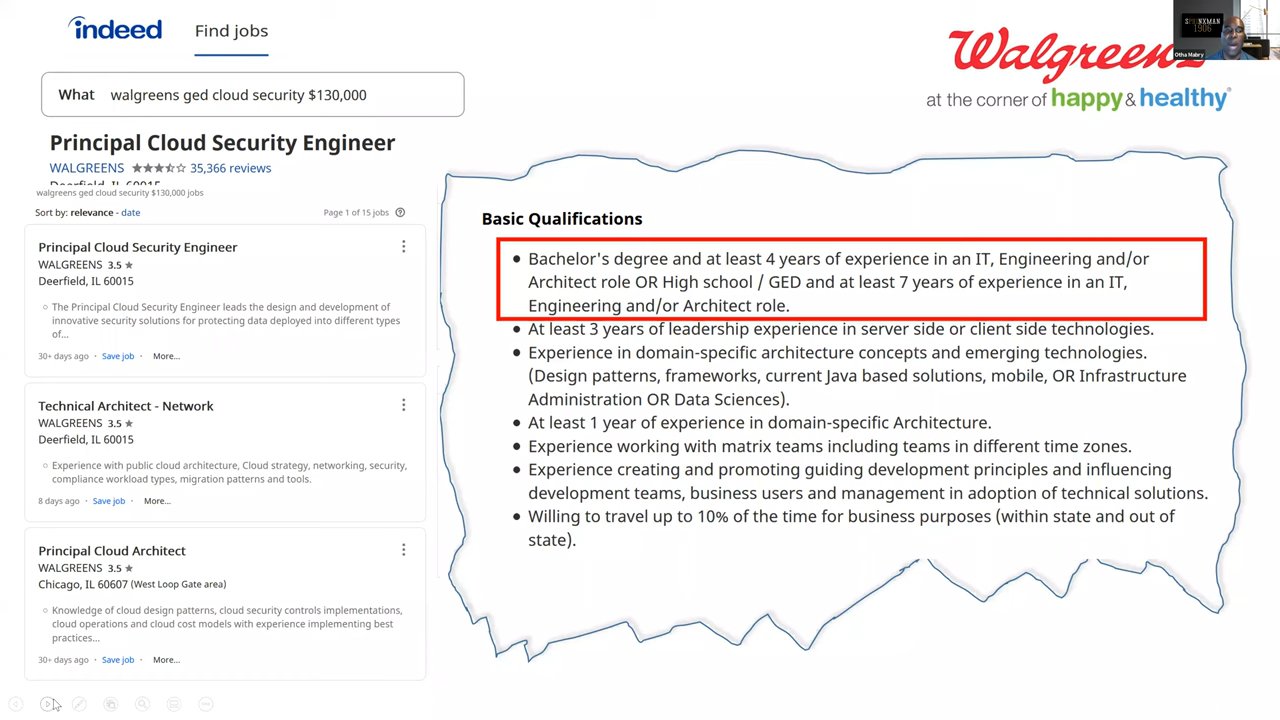 indeed
Find jobs
What walgreens ged cloud security $130,000
Principal Cloud Security Engineer
WALGREENS 35,366 reviews
Deerfield, IL 60015
walgreens ged cloud security $130,000 jobs
Sort by: relevance - date
Page 1 of 15 jobs
Principal Cloud Security Engineer
WALGREENS 3.5 ★
Deerfield, IL 60015
The Principal Cloud Security Engineer leads the design and development of
innovative security solutions for protecting data deployed into different types
of...
30+ days ago · Save job · More...
Technical Architect - Network
WALGREENS 3.5 ★
Deerfield, IL 60015
Experience with public cloud architecture, Cloud strategy, networking, security,
compliance workload types, migration patterns and tools.
8 days ago · Save job · More...
Principal Cloud Architect
WALGREENS 3.5 ★
Chicago, IL 60607 (West Loop Gate area)
Knowledge of cloud design patterns, cloud security controls implementations,
cloud operations and cloud cost models with experience implementing best
practices...
30+ days ago · Save job · More...
Walgreens
at the corner of happy & healthy®
SPHINXMAN
1906
Otha Mabry
Basic Qualifications
• Bachelor's degree and at least 4 years of experience in an IT, Engineering and/or
Architect role OR High school / GED and at least 7 years of experience in an IT,
Engineering and/or Architect role.
• At least 3 years of leadership experience in server side or client side technologies.
• Experience in domain-specific architecture concepts and emerging technologies.
(Design patterns, frameworks, current Java based solutions, mobile, OR Infrastructure
Administration OR Data Sciences).
• At least 1 year of experience in domain-specific Architecture.
• Experience working with matrix teams including teams in different time zones.
• Experience creating and promoting guiding development principles and influencing
development teams, business users and management in adoption of technical solutions.
• Willing to travel up to 10% of the time for business purposes (within state and out of
state).